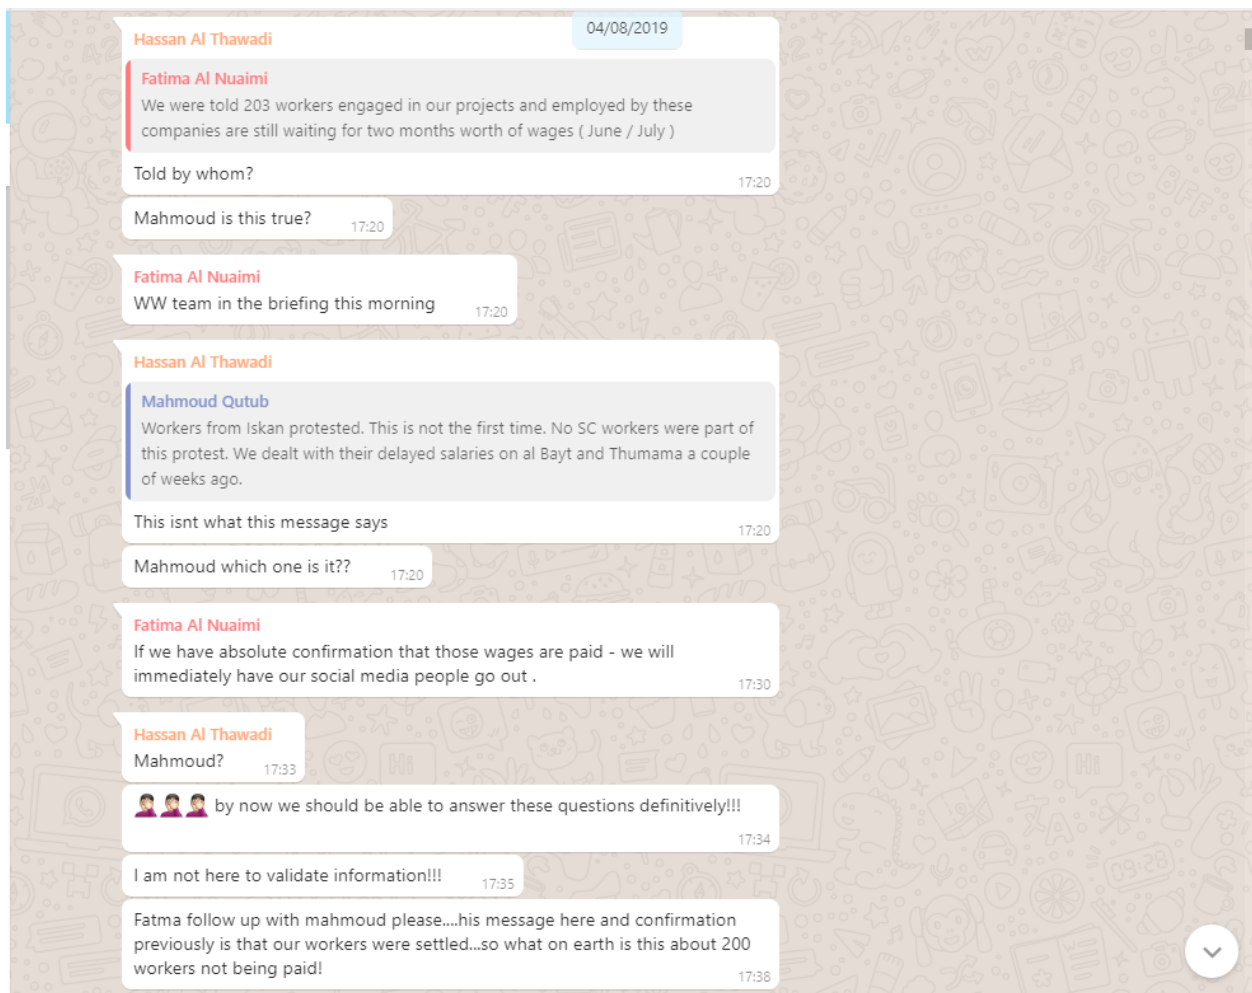 04/08/2019
Hassan Al Thawadi
Fatima Al Nuaimi
We were told 203 workers engaged in our projects and employed by these
companies are still waiting for two months worth of wages ( June / July )
Told by whom?
17:20
Mahmoud is this true?
17:20
Fatima Al Nuaimi
WW team in the briefing this morning
17:20
Hassan Al Thawadi
Mahmoud Qutub
Workers from Iskan protested. This is not the first time. No SC workers were part of
this protest. We dealt with their delayed salaries on al Bayt and Thumama a couple
of weeks ago.
This isnt what this message says
17:20
Mahmoud which one is it??
17:20
Fatima Al Nuaimi
If we have absolute confirmation that those wages are paid - we will
immediately have our social media people go out .
17:30
Hassan Al Thawadi
Mahmoud?
17:33
🤦🏻‍♂️🤦🏻‍♂️🤦🏻‍♂️ by now we should be able to answer these questions definitively!!!
17:34
I am not here to validate information!!!
17:35
Fatma follow up with mahmoud please....his message here and confirmation
previously is that our workers were settled...so what on earth is this about 200
workers not being paid!
17:38